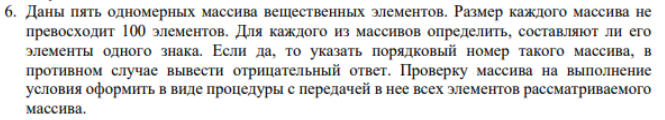 6. Даны пять одномерных массива вещественных элементов. Размер каждого массива не
превосходит 100 элементов. Для каждого из массивов определить, составляют ли его
элементы одного знака. Если да, то указать порядковый номер такого массива, в
противном случае вывести отрицательный ответ. Проверку массива на выполнение
условия оформить в виде процедуры с передачей в нее всех элементов рассматриваемого
массива.